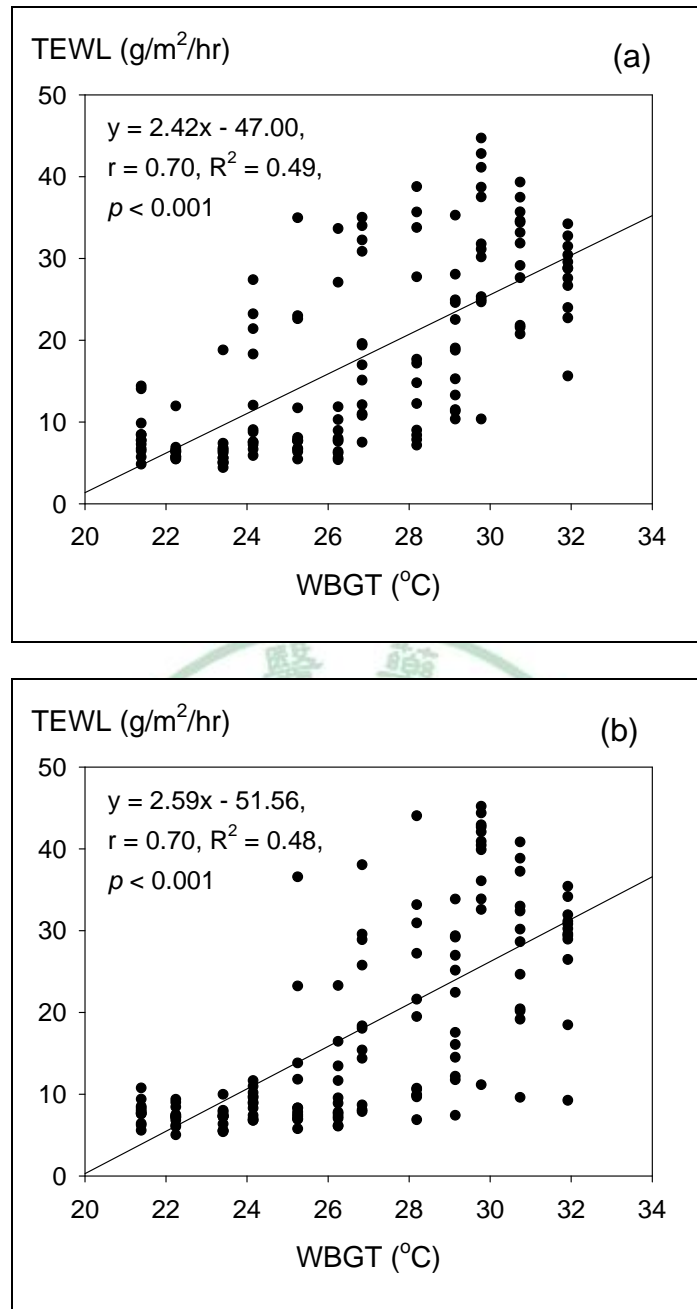 TEWL (g/m²/hr)
(a)
y = 2.42x - 47.00,
r = 0.70, R² = 0.49,
p < 0.001
50
40
30
20
10
0
20 22 24 26 28 30 32 34
WBGT (°C)
醫 藥
TEWL (g/m²/hr)
(b)
y = 2.59x - 51.56,
r = 0.70, R² = 0.48,
p < 0.001
50
40
30
20
10
0
20 22 24 26 28 30 32 34
WBGT (°C)